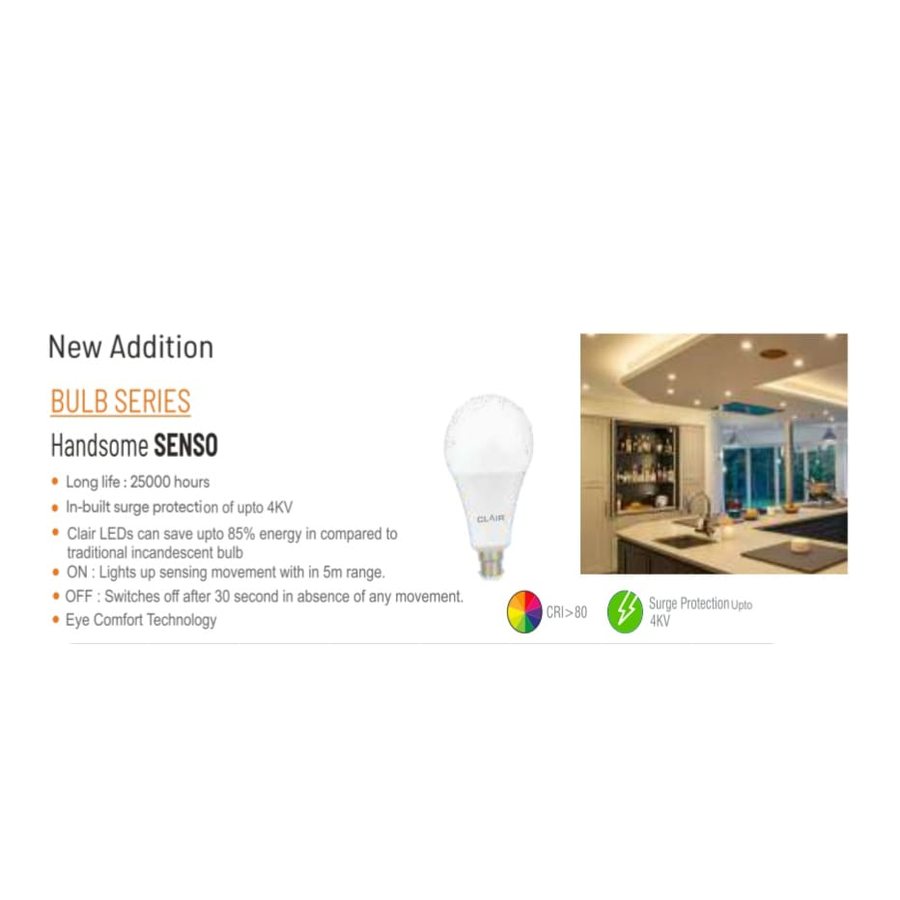 New Addition
BULB SERIES
Handsome SENSO
• Long life : 25000 hours
• In-built surge protection of upto 4KV
• Clair LEDs can save upto 85% energy in compared to
traditional incandescent bulb
• ON : Lights up sensing movement with in 5m range.
• OFF : Switches off after 30 second in absence of any movement.
• Eye Comfort Technology
CLAIR
CRI>80
Surge Protection Upto
4KV